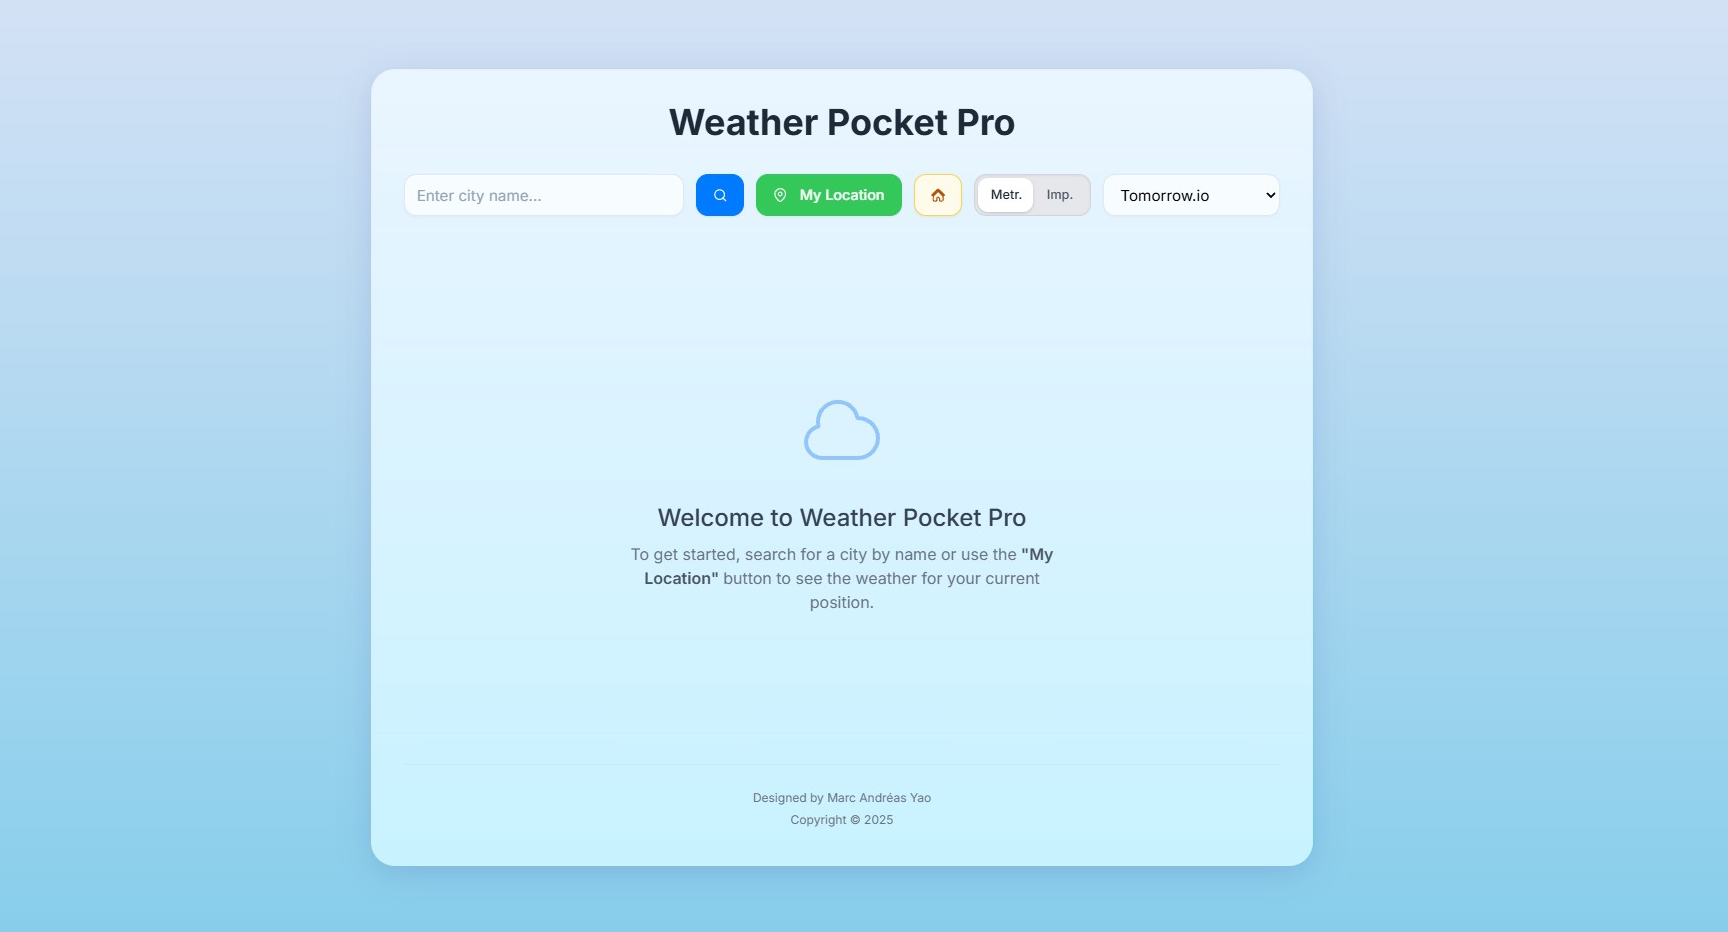 Weather Pocket Pro
Enter city name...
My Location
Metr.
Imp.
Tomorrow.io
Welcome to Weather Pocket Pro
To get started, search for a city by name or use the "My
Location" button to see the weather for your current
position.
Designed by Marc Andréas Yao
Copyright © 2025